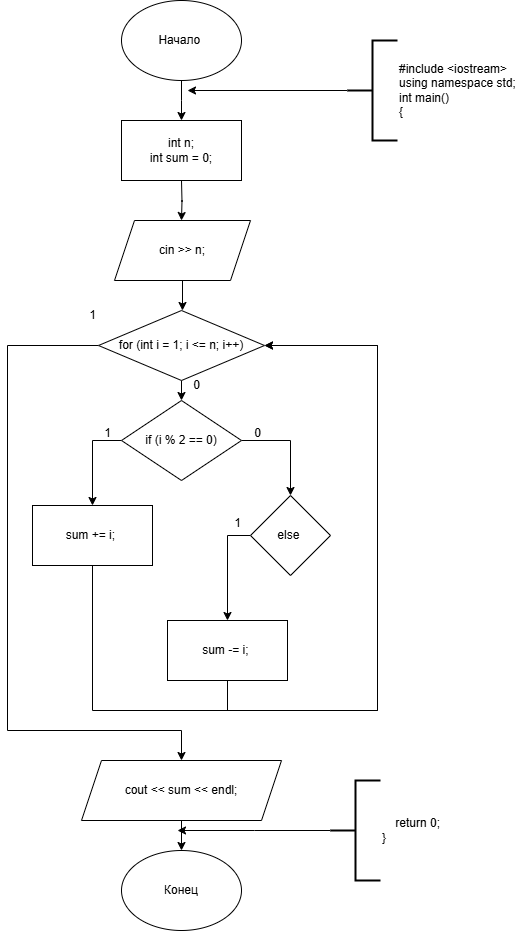 Начало
#include <iostream>
using namespace std;
int main()
{
int n;
int sum = 0;
cin >> n;
1
for (int i = 1; i <= n; i++)
0
1
if (i % 2 == 0)
0
sum += i;
1
else
sum -= i;
cout << sum << endl;
return 0;
}
Конец